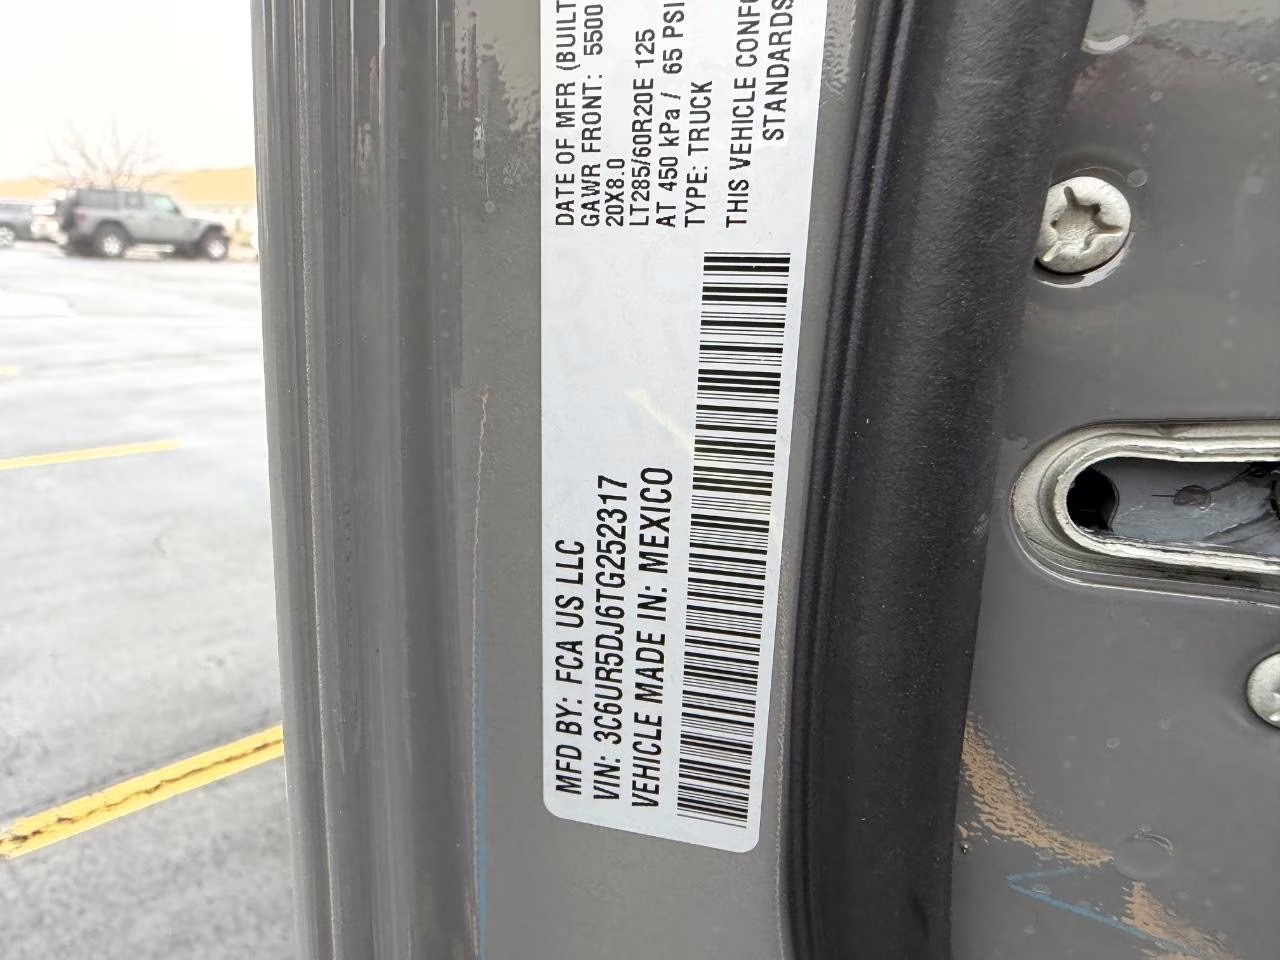 MFD BY: FCA US LLC
VIN: 3C6UR5DJ6TG252317
VEHICLE MADE IN: MEXICO
DATE OF MFR (BUILT
GAWR FRONT: 5500
20X8.0
LT285/60R20E 125
AT 450 kPa / 65 PSI
TYPE: TRUCK
THIS VEHICLE CONF
STANDARDS